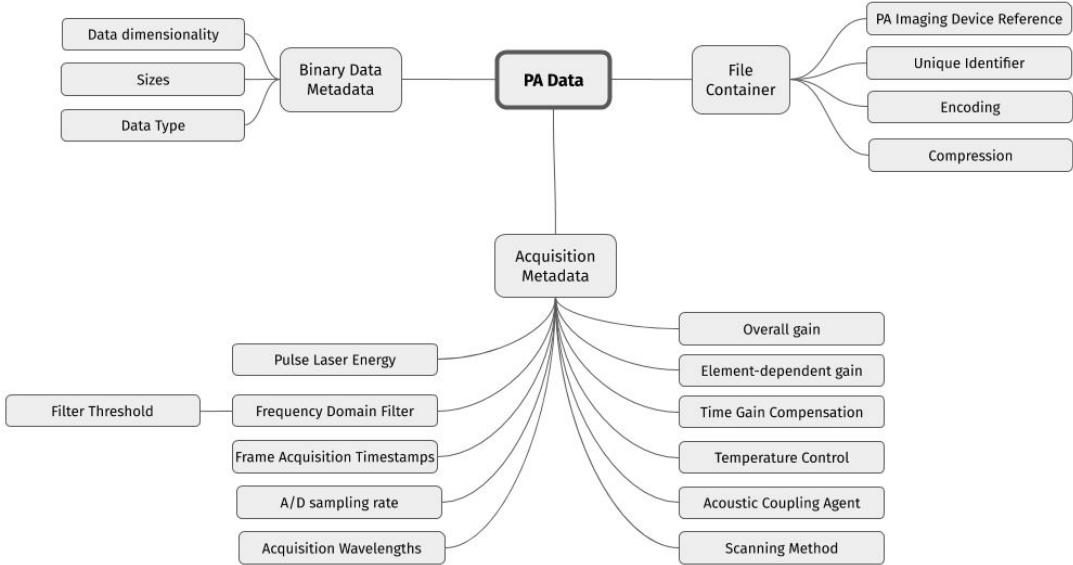 PA Data
Binary Data
Metadata
Data dimensionality
Sizes
Data Type
File
Container
PA Imaging Device Reference
Unique Identifier
Encoding
Compression
Acquisition
Metadata
Pulse Laser Energy
Frequency Domain Filter
Filter Threshold
Frame Acquisition Timestamps
A/D sampling rate
Acquisition Wavelengths
Overall gain
Element-dependent gain
Time Gain Compensation
Temperature Control
Acoustic Coupling Agent
Scanning Method